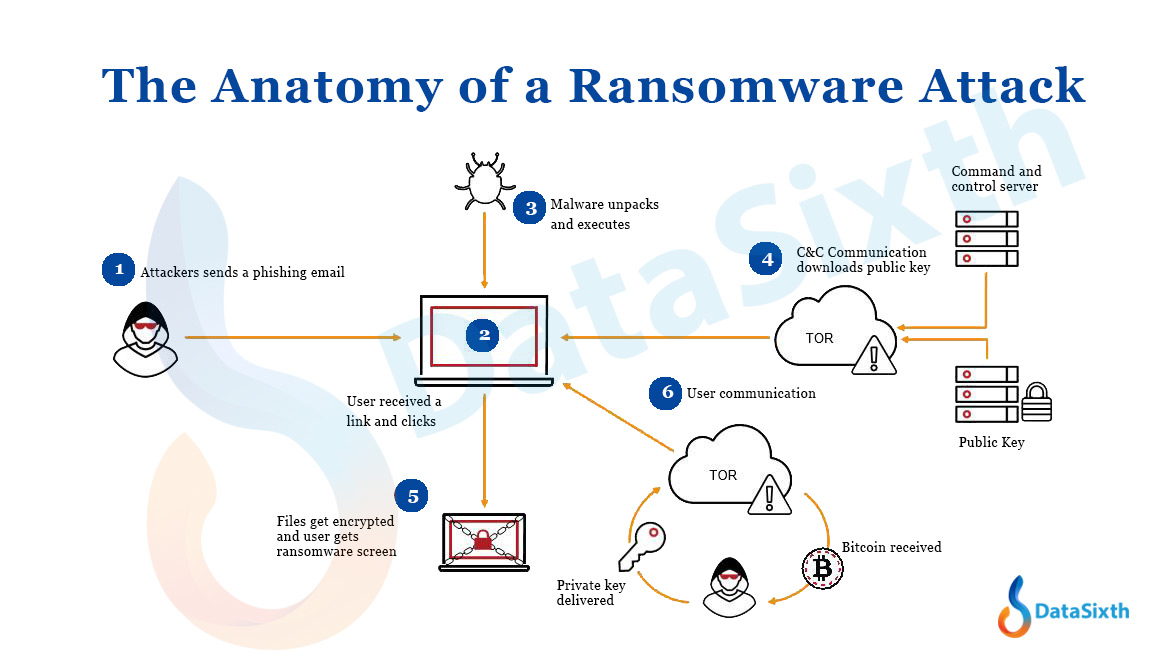 The Anatomy of a Ransomware Attack
Command and
control server
3
Malware unpacks
and executes
1
Attackers sends a phishing email
4
C&C Communication
downloads public key
TOR
2
User received a
link and clicks
6
User communication
Public Key
TOR
5
Files get encrypted
and user gets
ransomware screen
Bitcoin received
Private key
delivered
DataSixth
DataSixth